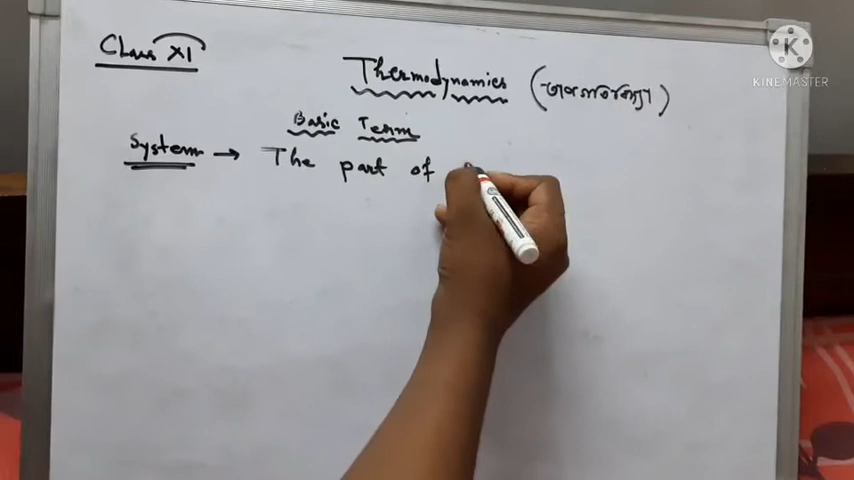 Class XI
Thermodynamics
Basic Term
System → The part of
KINEMASTER